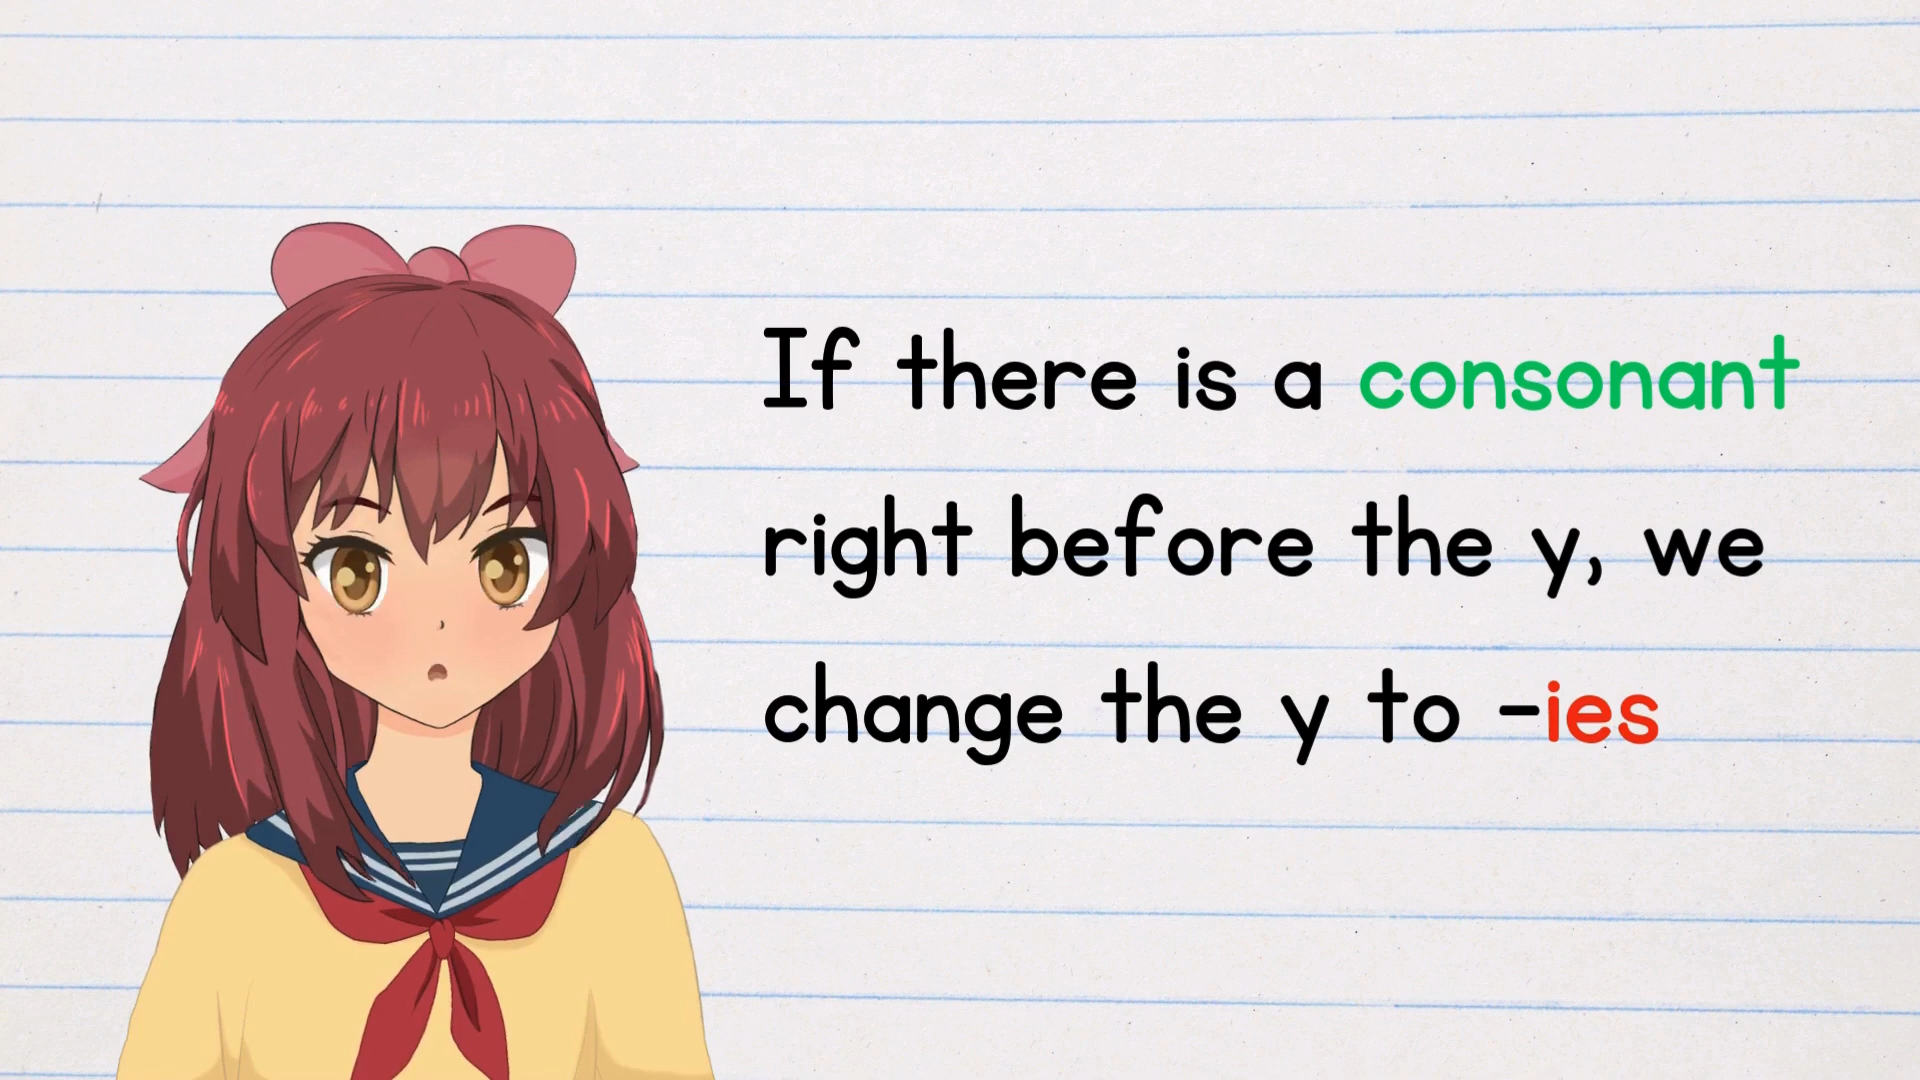 If there is a consonant
right before the y, we
change the y to -ies